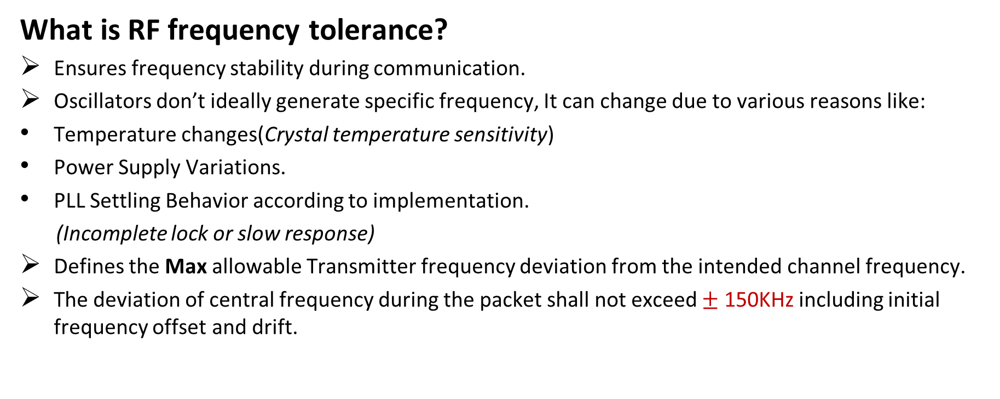 What is RF frequency tolerance?
➢ Ensures frequency stability during communication.
➢ Oscillators don’t ideally generate specific frequency, It can change due to various reasons like:
• Temperature changes(Crystal temperature sensitivity)
• Power Supply Variations.
• PLL Settling Behavior according to implementation.
(Incomplete lock or slow response)
➢ Defines the Max allowable Transmitter frequency deviation from the intended channel frequency.
➢ The deviation of central frequency during the packet shall not exceed ± 150KHz including initial
frequency offset and drift.